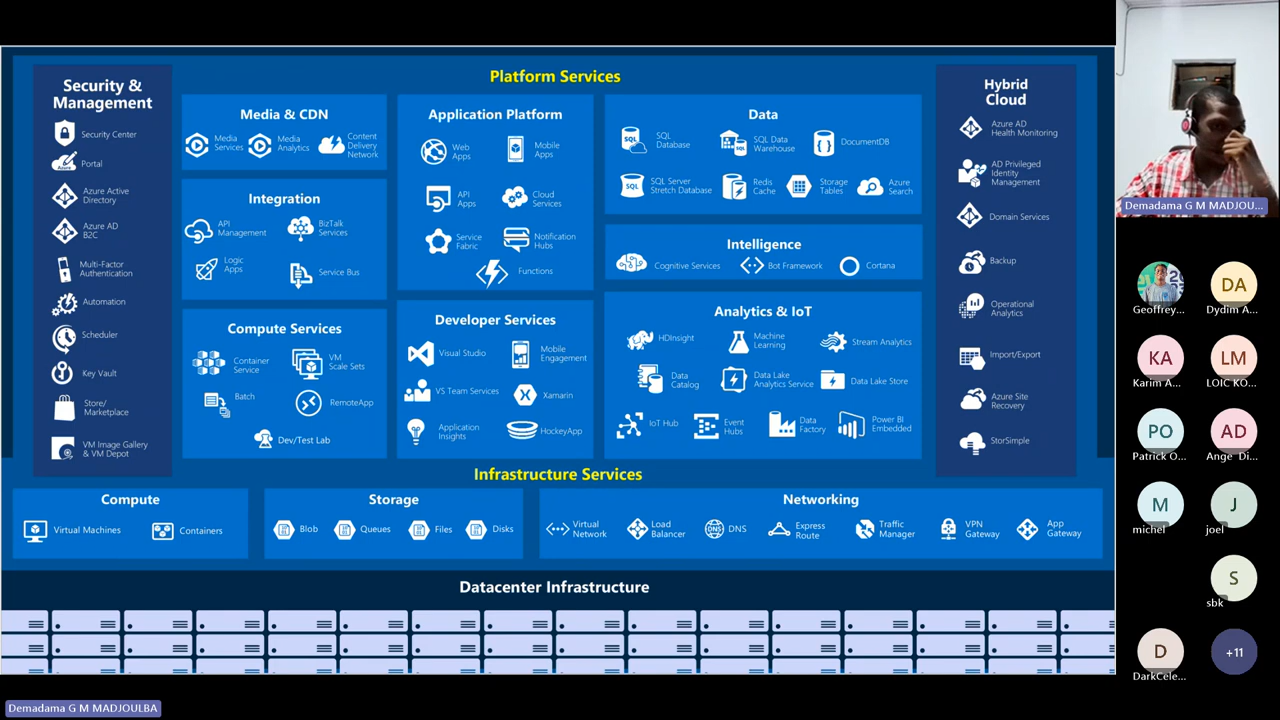 Platform Services
Security &
Management
Security Center
Portal
Azure Active
Directory
Azure AD
B2C
Multi-Factor
Authentication
Automation
Scheduler
Key Vault
Store/
Marketplace
VM Image Gallery
& VM Depot
Media & CDN
Media
Services
Media
Analytics
Content
Delivery
Network
Integration
API
Management
BizTalk
Services
Logic
Apps
Service Bus
Compute Services
Container
Service
VM
Scale Sets
Batch
RemoteApp
Dev/Test Lab
Application Platform
Web
Apps
Mobile
Apps
API
Apps
Cloud
Services
Service
Fabric
Notification
Hubs
Functions
Developer Services
Visual Studio
Mobile
Engagement
VS Team Services
Xamarin
Application
Insights
HockeyApp
Data
SQL
Database
SQL Data
Warehouse
DocumentDB
SQL Server
Stretch Database
Redis
Cache
Storage
Tables
Azure
Search
Intelligence
Cognitive Services
Bot Framework
Cortana
Analytics & IoT
HDInsight
Machine
Learning
Stream Analytics
Data
Catalog
Data Lake
Analytics Service
Data Lake Store
IoT Hub
Event
Hubs
Data
Factory
Power BI
Embedded
Hybrid
Cloud
Azure AD
Health Monitoring
AD Privileged
Identity
Management
Domain Services
Backup
Operational
Analytics
Import/Export
Azure Site
Recovery
StorSimple
Infrastructure Services
Compute
Virtual Machines
Containers
Storage
Blob
Queues
Files
Disks
Networking
Virtual
Network
Load
Balancer
DNS
DNS
Express
Route
Traffic
Manager
VPN
Gateway
App
Gateway
Datacenter Infrastructure
Demadama G M MADJOU...
Geoffrey...
DA
Dydim A...
KA
Karim A...
LM
LOIC KO...
PO
Patrick O...
AD
Ange Di...
M
michel
J
joel
S
sbk
D
DarkCele...
+11
Demadama G M MADJOULBA